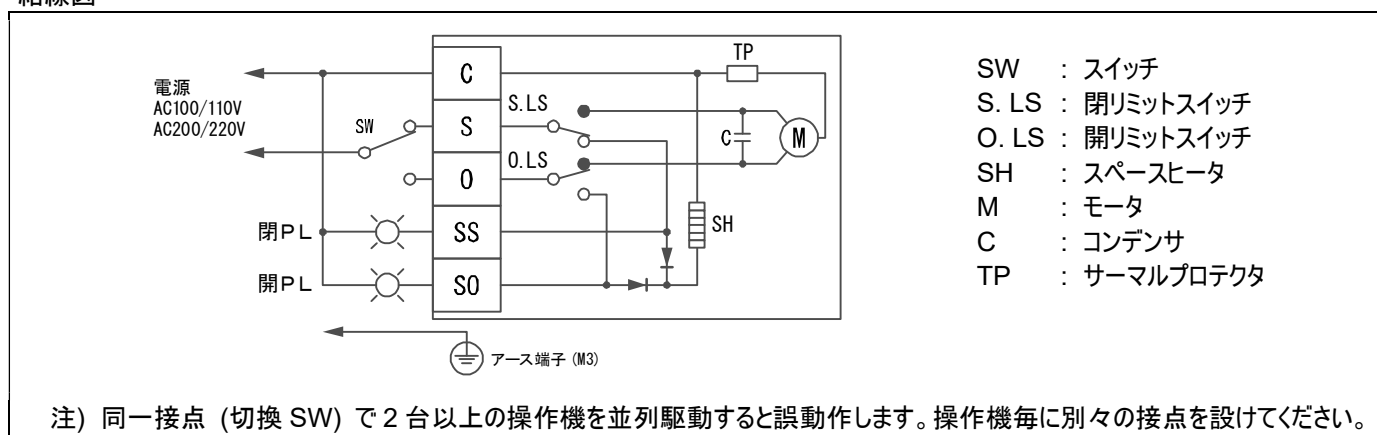 電源
AC100/110V
AC200/220V
SW
C
S
O
SS
SO
S.LS
O.LS
TP
C
M
SH
閉PL
開PL
アース端子 (M3)
SW : スイッチ
S. LS : 閉リミットスイッチ
O. LS : 開リミットスイッチ
SH : スペースヒータ
M : モータ
C : コンデンサ
TP : サーマルプロテクタ
注) 同一接点 (切換 SW) で 2 台以上の操作機を並列駆動すると誤動作します。操作機毎に別々の接点を設けてください。